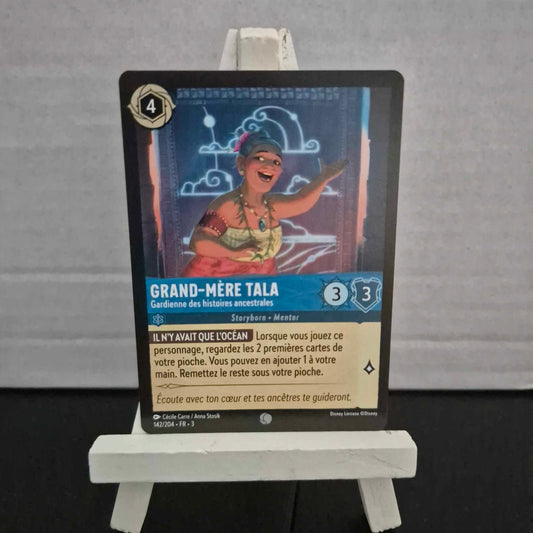 4
GRAND-MÈRE TALA
Gardienne des histoires ancestrales
3
3
Storyborn • Mentor
IL N'Y AVAIT QUE L'OCÉAN Lorsque vous jouez ce
personnage, regardez les 2 premières cartes de
votre pioche. Vous pouvez en ajouter 1 à votre
main. Remettez le reste sous votre pioche.
Écoute avec ton cœur et tes ancêtres te guideront.
Cécile Carre / Anna Stosik
Disney Lorcana ©Disney
142/204 • FR • 3